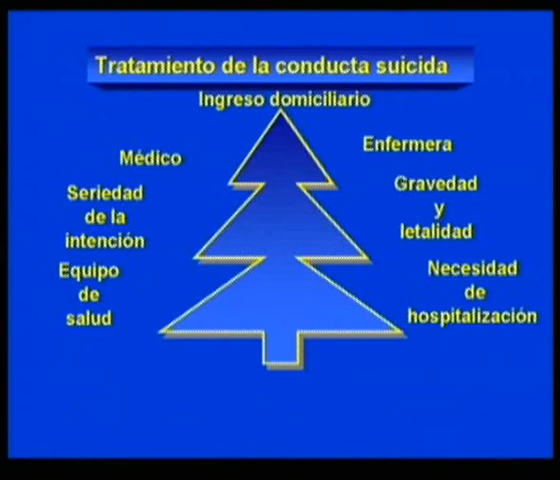 Tratamiento de la conducta suicida
Ingreso domiciliario
Médico
Enfermera
Seriedad
de la
intención
Gravedad
y
letalidad
Equipo
de
salud
Necesidad
de
hospitalización